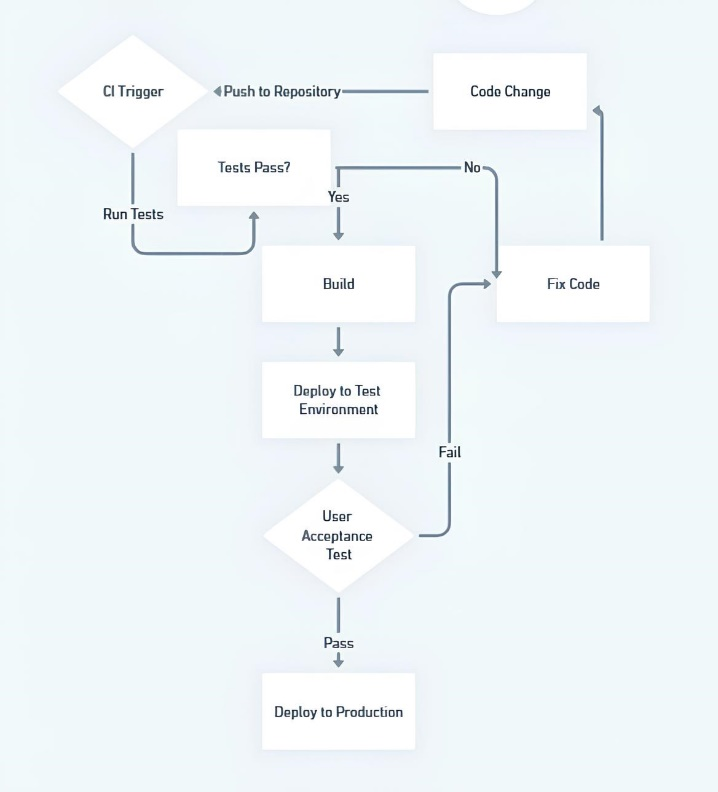 CI Trigger
Push to Repository
Code Change
Tests Pass?
No
Yes
Run Tests
Build
Fix Code
Deploy to Test
Environment
Fail
User
Acceptance
Test
Pass
Deploy to Production